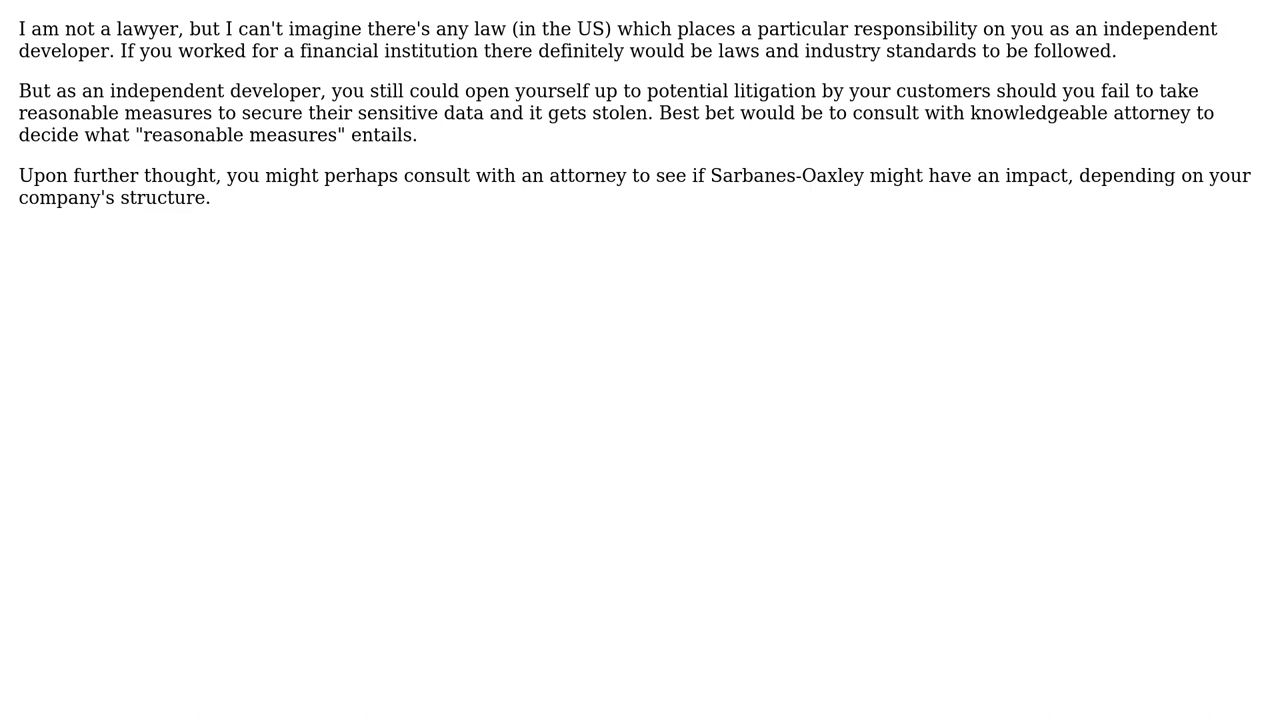 I am not a lawyer, but I can't imagine there's any law (in the US) which places a particular responsibility on you as an independent
developer. If you worked for a financial institution there definitely would be laws and industry standards to be followed.
But as an independent developer, you still could open yourself up to potential litigation by your customers should you fail to take
reasonable measures to secure their sensitive data and it gets stolen. Best bet would be to consult with knowledgeable attorney to
decide what "reasonable measures" entails.
Upon further thought, you might perhaps consult with an attorney to see if Sarbanes-Oaxley might have an impact, depending on your
company's structure.